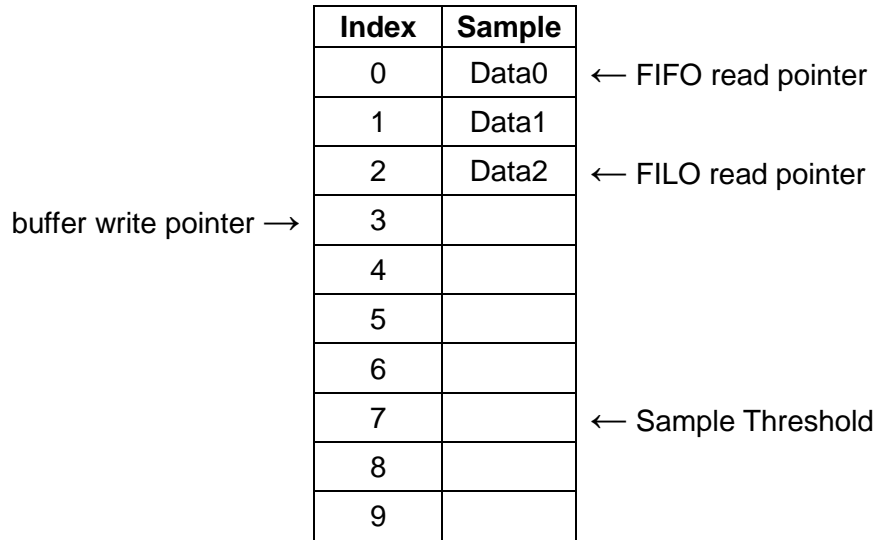 Index Sample
0 Data0 ← FIFO read pointer
1 Data1
2 Data2 ← FILO read pointer
buffer write pointer → 3
4
5
6
7 ← Sample Threshold
8
9